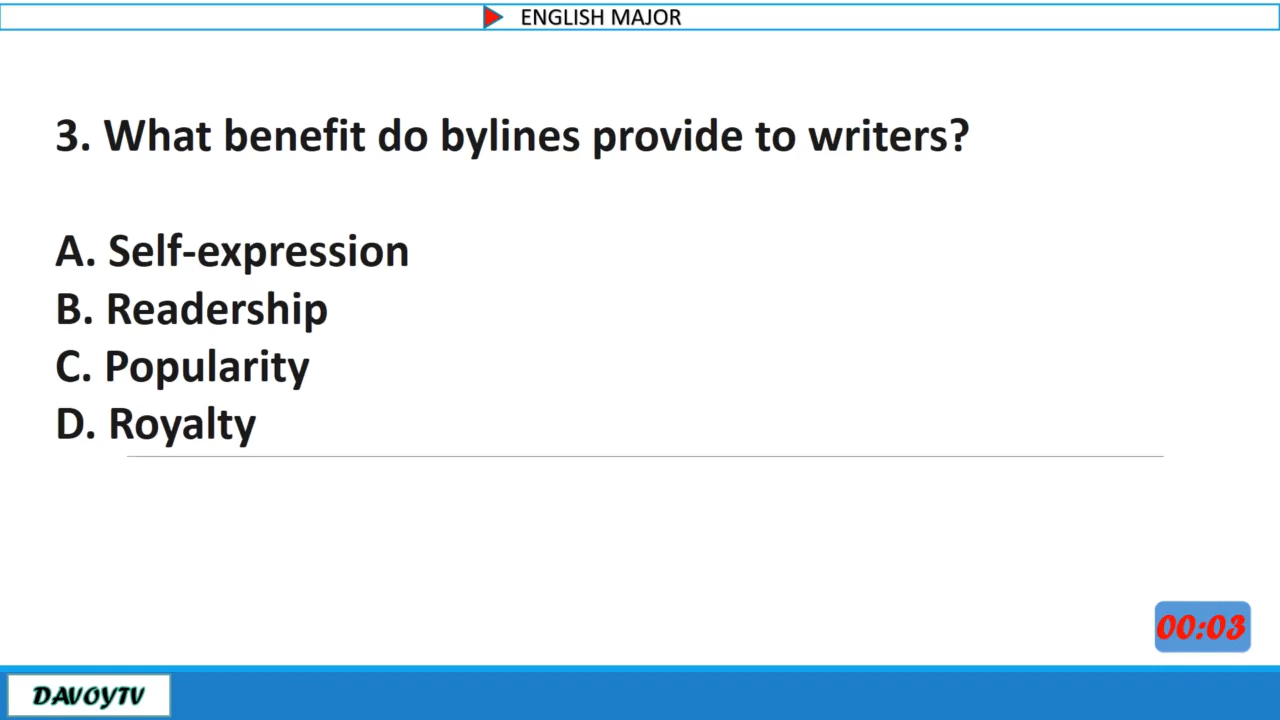 ENGLISH MAJOR
3. What benefit do bylines provide to writers?
A. Self-expression
B. Readership
C. Popularity
D. Royalty
00:03
DAVOYTV